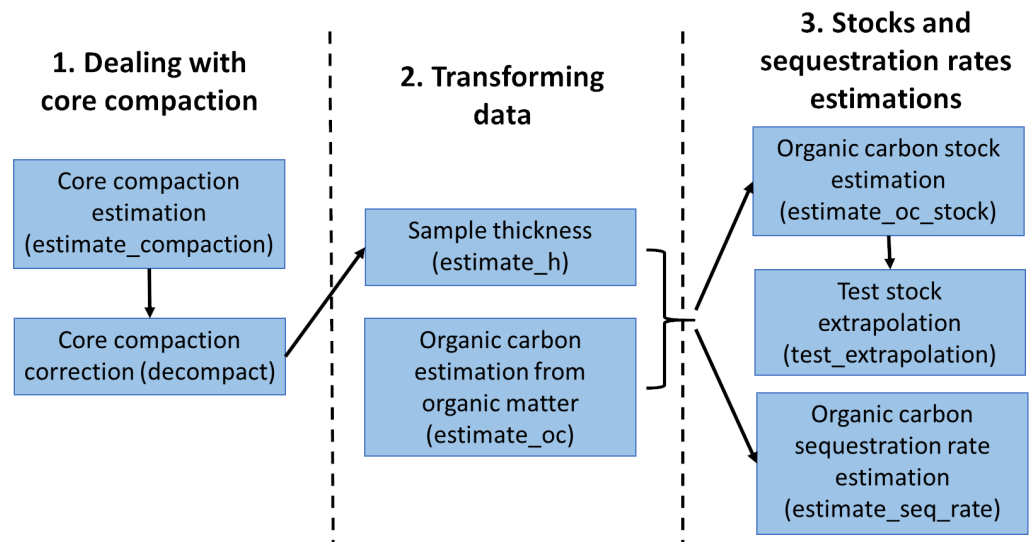 1. Dealing with
core compaction
Core compaction
estimation
(estimate_compaction)
Core compaction
correction (decompact)
2. Transforming
data
Sample thickness
(estimate_h)
Organic carbon
estimation from
organic matter
(estimate_oc)
3. Stocks and
sequestration rates
estimations
Organic carbon stock
estimation
(estimate_oc_stock)
Test stock
extrapolation
(test_extrapolation)
Organic carbon
sequestration rate
estimation
(estimate_seq_rate)